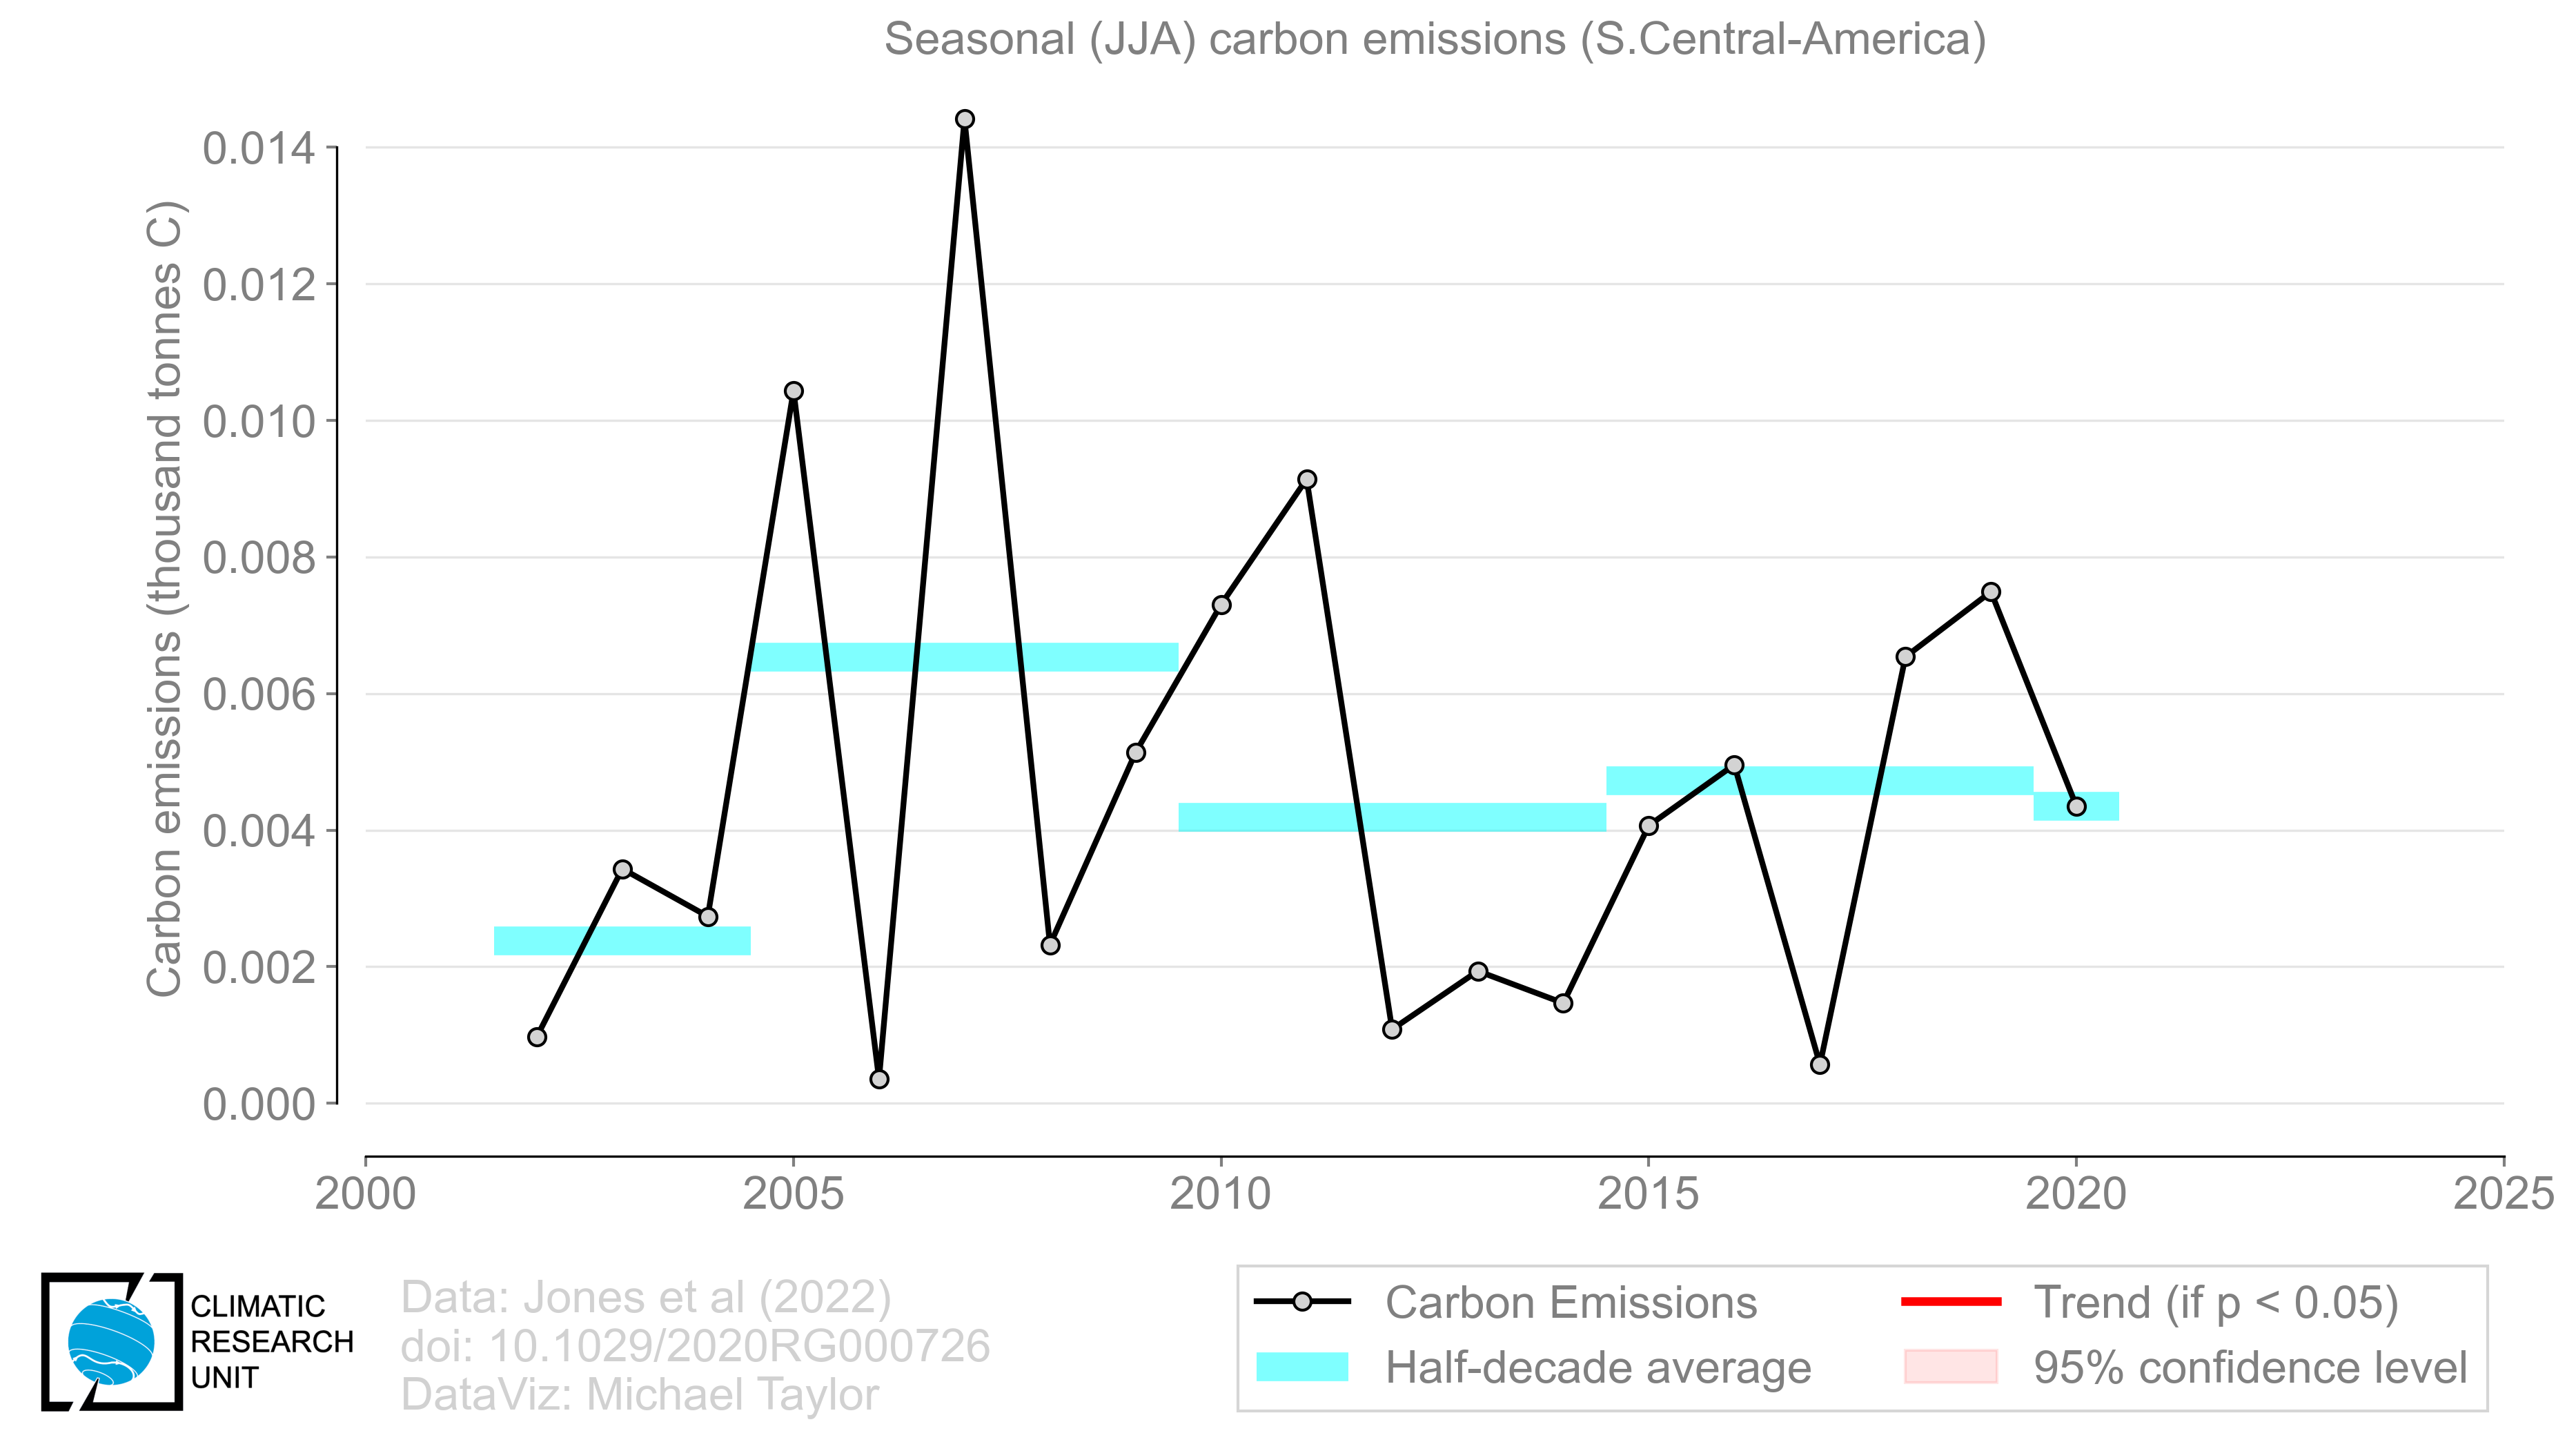 Seasonal (JJA) carbon emissions (S.Central-America)
Carbon emissions (thousand tonnes C)
0.014
0.012
0.010
0.008
0.006
0.004
0.002
0.000
2000 2005 2010 2015 2020 2025
CLIMATIC
RESEARCH
UNIT
Data: Jones et al (2022)
doi: 10.1029/2020RG000726
DataViz: Michael Taylor
Carbon Emissions
Half-decade average
Trend (if p < 0.05)
95% confidence level